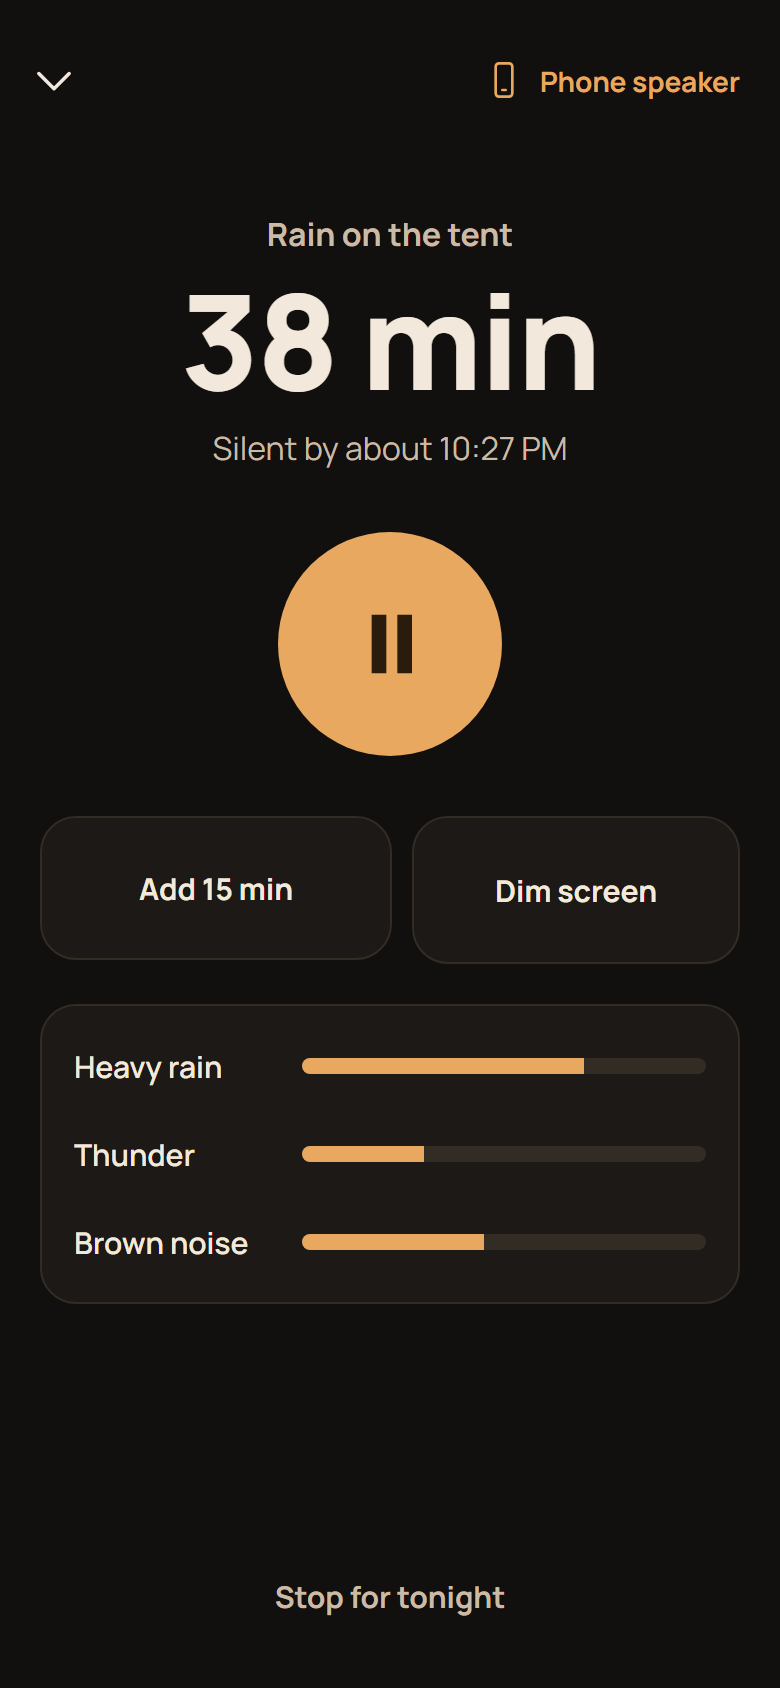 Phone speaker
Rain on the tent
38 min
Silent by about 10:27 PM
Add 15 min
Dim screen
Heavy rain
Thunder
Brown noise
Stop for tonight